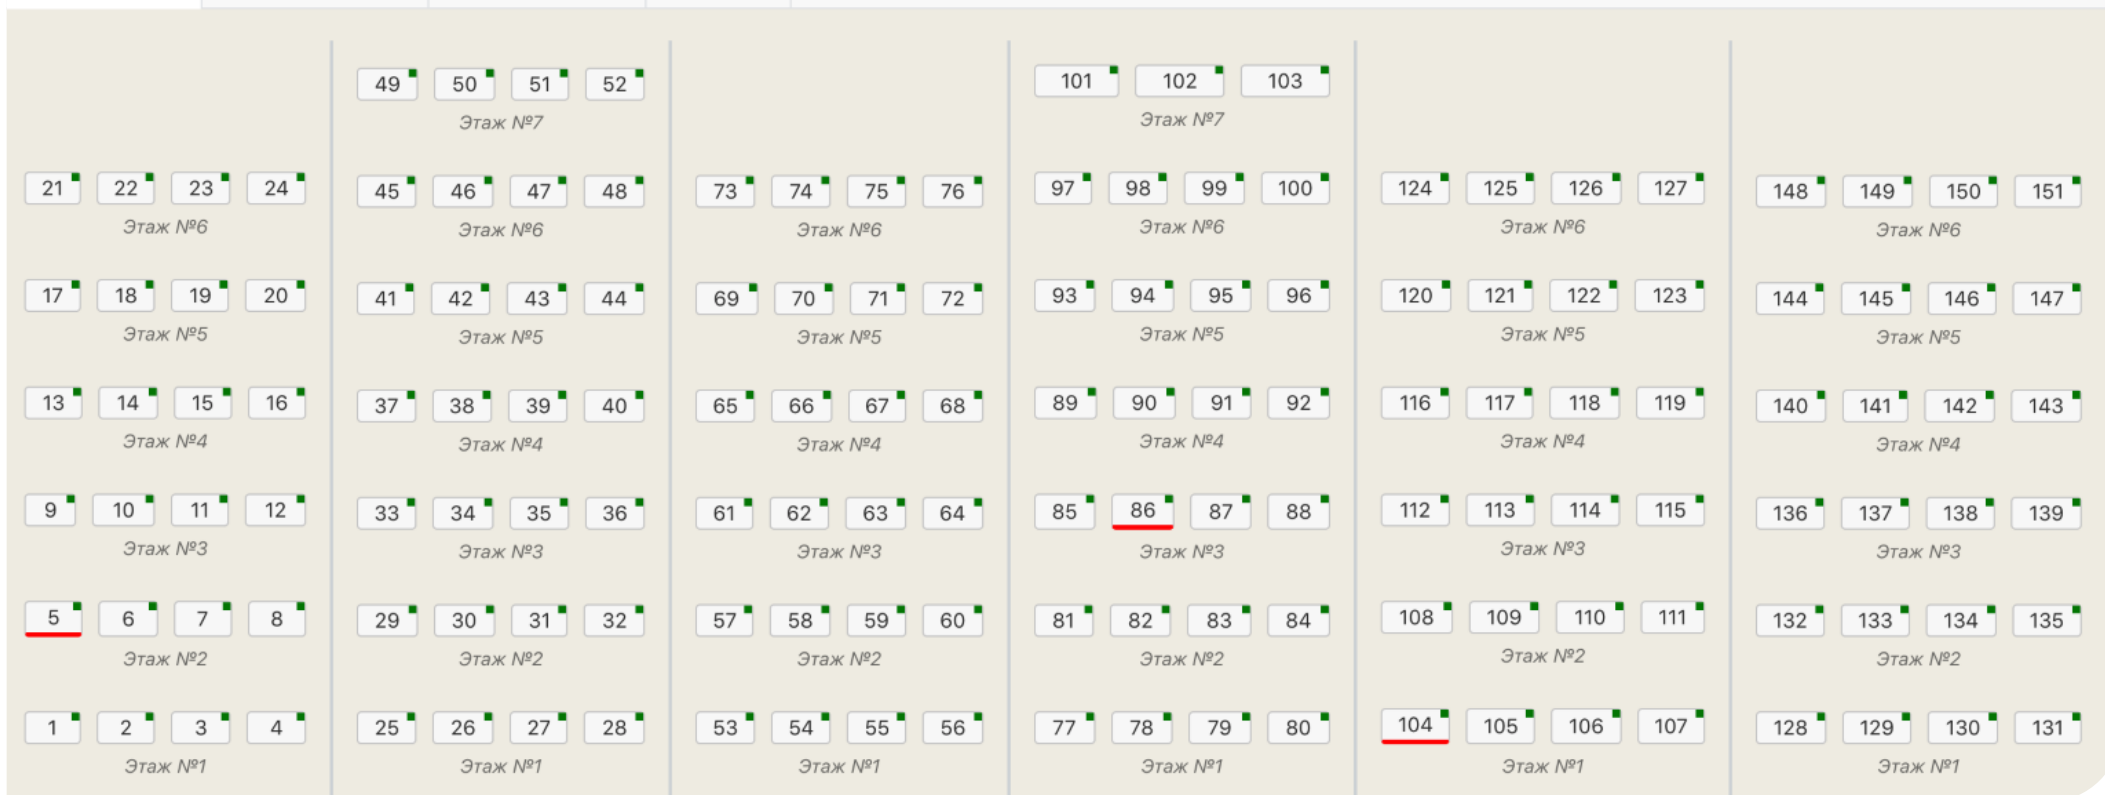 49 50 51 52 101 102 103
Этаж №7 Этаж №7
21 22 23 24 45 46 47 48 73 74 75 76 97 98 99 100 124 125 126 127 148 149 150 151
Этаж №6 Этаж №6 Этаж №6 Этаж №6 Этаж №6 Этаж №6
17 18 19 20 41 42 43 44 69 70 71 72 93 94 95 96 120 121 122 123 144 145 146 147
Этаж №5 Этаж №5 Этаж №5 Этаж №5 Этаж №5 Этаж №5
13 14 15 16 37 38 39 40 65 66 67 68 89 90 91 92 116 117 118 119 140 141 142 143
Этаж №4 Этаж №4 Этаж №4 Этаж №4 Этаж №4 Этаж №4
9 10 11 12 33 34 35 36 61 62 63 64 85 86 87 88 112 113 114 115 136 137 138 139
Этаж №3 Этаж №3 Этаж №3 Этаж №3 Этаж №3 Этаж №3
5 6 7 8 29 30 31 32 57 58 59 60 81 82 83 84 108 109 110 111 132 133 134 135
Этаж №2 Этаж №2 Этаж №2 Этаж №2 Этаж №2 Этаж №2
1 2 3 4 25 26 27 28 53 54 55 56 77 78 79 80 104 105 106 107 128 129 130 131
Этаж №1 Этаж №1 Этаж №1 Этаж №1 Этаж №1 Этаж №1